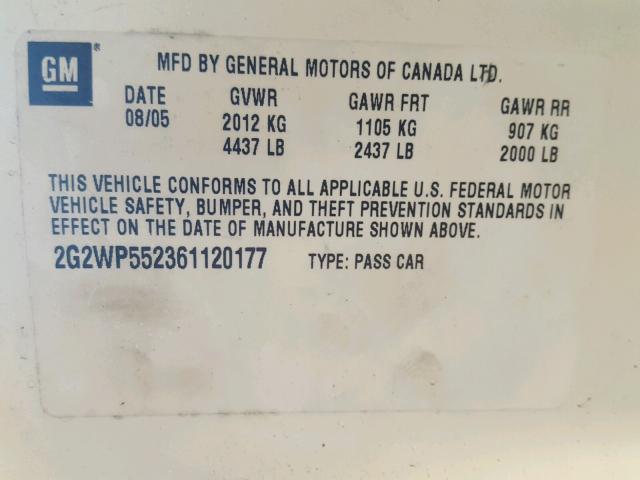 GM®
MFD BY GENERAL MOTORS OF CANADA LTD.
DATE GVWR GAWR FRT GAWR RR
08/05 2012 KG 1105 KG 907 KG
4437 LB 2437 LB 2000 LB
THIS VEHICLE CONFORMS TO ALL APPLICABLE U.S. FEDERAL MOTOR
VEHICLE SAFETY, BUMPER, AND THEFT PREVENTION STANDARDS IN
EFFECT ON THE DATE OF MANUFACTURE SHOWN ABOVE.
2G2WP552361120177 TYPE: PASS CAR